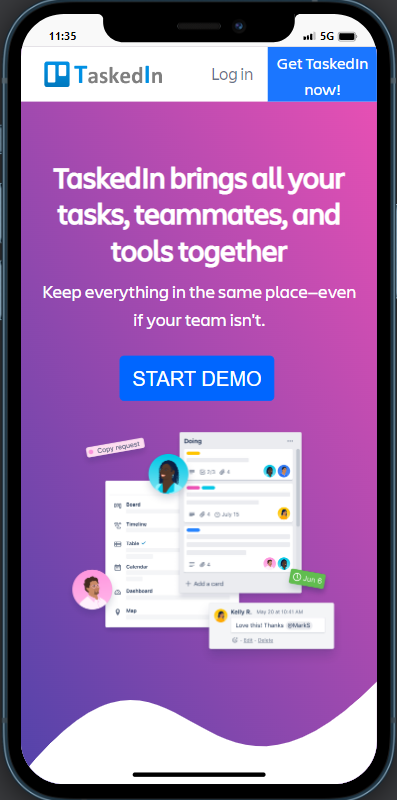 11:35
5G
TaskedIn
Log in
Get TaskedIn
now!
TaskedIn brings all your
tasks, teammates, and
tools together
Keep everything in the same place—even
if your team isn't.
START DEMO
Copy request
Doing
2/3
4
4
July 18
4
+ Add a card
Board
Timeline
Table
Calendar
Dashboard
Map
Jun 6
Kelly R. May 20 at 10:41 AM
Love this! Thanks @MarkS
- Edit - Delete